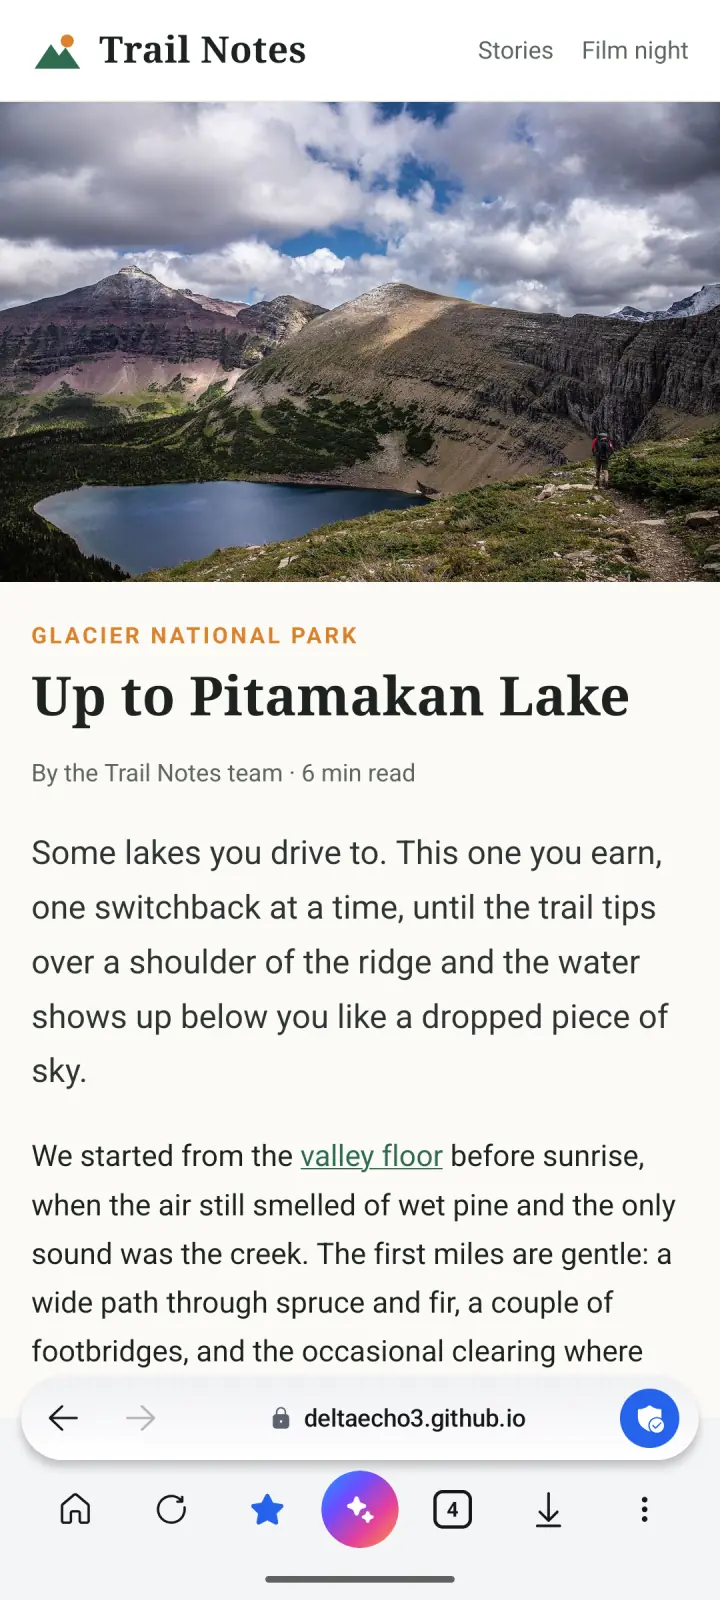 Trail Notes
Stories
Film night
GLACIER NATIONAL PARK
Up to Pitamakan Lake
By the Trail Notes team · 6 min read
Some lakes you drive to. This one you earn,
one switchback at a time, until the trail tips
over a shoulder of the ridge and the water
shows up below you like a dropped piece of
sky.
We started from the valley floor before sunrise,
when the air still smelled of wet pine and the only
sound was the creek. The first miles are gentle: a
wide path through spruce and fir, a couple of
footbridges, and the occasional clearing where
deltaecho3.github.io
4